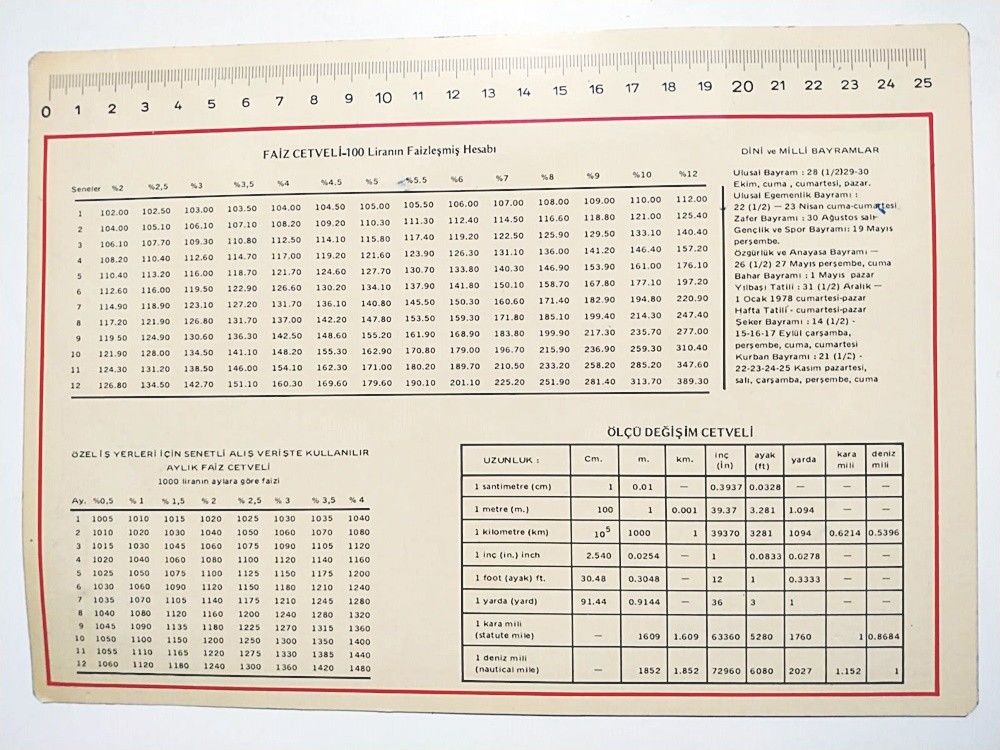 0 1 2 3 4 5 6 7 8 9 10 11 12 13 14 15 16 17 18 19 20 21 22 23 24 25
FAİZ CETVELİ-100 Liranın Faizleşmiş Hesabı
Seneler %2 %2,5 %3 %3,5 %4 %4.5 %5 %5.5 %6 %7 %8 %9 %10 %12
1 102.00 102.50 103.00 103.50 104.00 104.50 105.00 105.50 106.00 107.00 108.00 109.00 110.00 112.00
2 104.00 105.10 106.10 107.10 108.20 109.20 110.30 111.30 112.40 114.50 116.60 118.80 121.00 125.40
3 106.10 107.70 109.30 110.80 112.50 114.10 115.80 117.40 119.20 122.50 125.90 129.50 133.10 140.40
4 108.20 110.40 112.60 114.70 117.00 119.20 121.60 123.90 126.30 131.10 136.00 141.20 146.40 157.20
5 110.40 113.20 116.00 118.70 121.70 124.60 127.70 130.70 133.80 140.30 146.90 153.90 161.00 176.10
6 112.60 116.00 119.50 122.90 126.60 130.20 134.10 137.90 141.80 150.10 158.70 167.80 177.10 197.20
7 114.90 118.90 123.10 127.20 131.70 136.10 140.80 145.50 150.30 160.60 171.40 182.90 194.80 220.90
8 117.20 121.90 126.80 131.70 137.00 142.20 147.80 153.50 159.30 171.80 185.10 199.40 214.30 247.40
9 119 50 124.90 130.60 136.30 142.50 148.60 155.20 161.90 168.90 183.80 199.90 217.30 235.70 277.00
10 121.90 128.00 134.50 141.10 148.20 155.30 162.90 170.80 179.00 196.70 215.90 236.90 259.30 310.40
11 124.30 131.20 138.50 146.00 154.10 162.30 171.00 180.20 189.70 210.50 233.20 258.20 285.20 347.60
12 126.80 134.50 142.70 151.10 160.30 169.60 179.60 190.10 201.10 225.20 251.90 281.40 313.70 389.30
DİNİ ve MİLLİ BAYRAMLAR
Ulusal Bayram : 28 (1/2)29-30
Ekim, cuma , cumartesi, pazar.
Ulusal Egemenlik Bayramı :
22 (1/2) — 23 Nisan cuma-cumartesi
Zafer Bayramı : 30 Ağustos salı
Gençlik ve Spor Bayramı: 19 Mayıs
perşembe.
Özgürlük ve Anayasa Bayramı —
26 (1/2) 27 Mayıs perşembe, cuma
Bahar Bayramı : 1 Mayıs pazar
Yılbaşı Tatili : 31 (1/2) Aralık —
1 Ocak 1978 cumartesi-pazar
Hafta Tatili - cumartesi-pazar
Şeker Bayramı : 14 (1/2) -
15-16-17 Eylül çarşamba,
perşembe, cuma, cumartesi
Kurban Bayramı : 21 (1/2) -
22-23-24-25 Kasım pazartesi,
salı, çarşamba, perşembe, cuma
ÖZEL İŞ YERLERİ İÇİN SENETLİ ALIŞ VERİŞTE KULLANILIR
AYLIK FAİZ CETVELİ
1000 liranın aylara göre faizi
Ay. %0,5 % 1 % 1,5 % 2 % 2,5 % 3 % 3,5 % 4
1 1005 1010 1015 1020 1025 1030 1035 1040
2 1010 1020 1030 1040 1050 1060 1070 1080
3 1015 1030 1045 1060 1075 1090 1105 1120
4 1020 1040 1060 1080 1100 1120 1140 1160
5 1025 1050 1075 1100 1125 1150 1175 1200
6 1030 1060 1090 1120 1150 1180 1210 1240
7 1035 1070 1105 1140 1175 1210 1245 1280
8 1040 1080 1120 1160 1200 1240 1280 1320
9 1045 1090 1135 1180 1225 1270 1315 1360
10 1050 1100 1150 1200 1250 1300 1350 1400
11 1055 1110 1165 1220 1275 1330 1385 1440
12 1060 1120 1180 1240 1300 1360 1420 1480
ÖLÇÜ DEĞİŞİM CETVELİ
UZUNLUK : Cm. m. km. inç (İn) ayak (ft) yarda kara mili deniz mili
1 santimetre (cm) 1 0.01 — 0.3937 0.0328 — — —
1 metre (m.) 100 1 0.001 39.37 3.281 1.094 — —
1 kilometre (km) 10⁵ 1000 1 39370 3281 1094 0.6214 0.5396
1 inç (in.) inch 2.540 0.0254 — 1 0.0833 0.0278 — —
1 foot (ayak) ft. 30.48 0.3048 — 12 1 0.3333 — —
1 yarda (yard) 91.44 0.9144 — 36 3 1 — —
1 kara mili
(statute mile) — 1609 1.609 63360 5280 1760 1 0.8684
1 deniz mili
(nautical mile) — 1852 1.852 72960 6080 2027 1.152 1